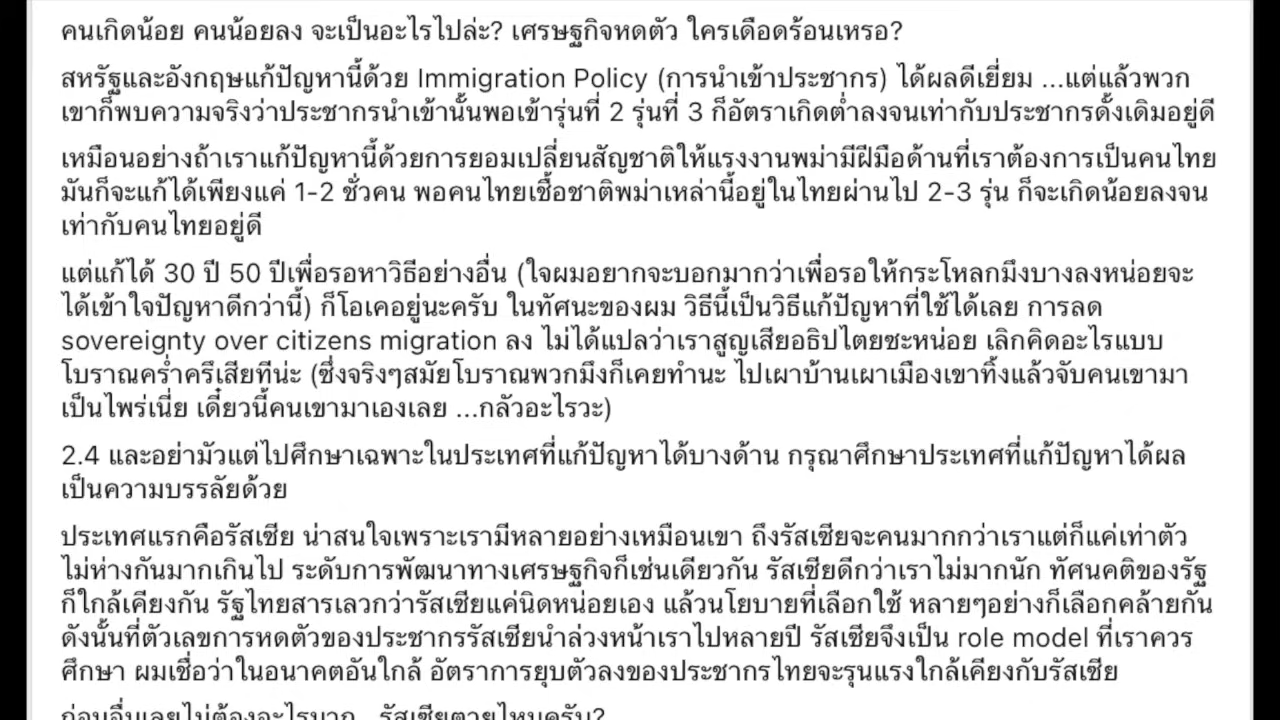 คนเกิดน้อย คนน้อยลง จะเป็นอะไรไปล่ะ? เศรษฐกิจหดตัว ใครเดือดร้อนเหรอ?
สหรัฐและอังกฤษแก้ปัญหานี้ด้วย Immigration Policy (การนำเข้าประชากร) ได้ผลดีเยี่ยม ...แต่แล้วพวก
เขาก็พบความจริงว่าประชากรนำเข้านั้นพอเข้ารุ่นที่ 2 รุ่นที่ 3 ก็อัตราเกิดต่ำลงจนเท่ากับประชากรดั้งเดิมอยู่ดี
เหมือนอย่างถ้าเราแก้ปัญหานี้ด้วยการยอมเปลี่ยนสัญชาติให้แรงงานพม่ามีฝีมือด้านที่เราต้องการเป็นคนไทย
มันก็จะแก้ได้เพียงแค่ 1-2 ชั่วคน พอคนไทยเชื้อชาติพม่าเหล่านี้อยู่ในไทยผ่านไป 2-3 รุ่น ก็จะเกิดน้อยลงจน
เท่ากับคนไทยอยู่ดี
แต่แก้ได้ 30 ปี 50 ปีเพื่อรอหาวิธีอย่างอื่น (ใจผมอยากจะบอกมากว่าเพื่อรอให้กระโหลกมึงบางลงหน่อยจะ
ได้เข้าใจปัญหาดีกว่านี้) ก็โอเคอยู่นะครับ ในทัศนะของผม วิธีนี้เป็นวิธีแก้ปัญหาที่ใช้ได้เลย การลด
sovereignty over citizens migration ลง ไม่ได้แปลว่าเราสูญเสียอธิปไตยซะหน่อย เลิกคิดอะไรแบบ
โบราณคร่ำครึเสียทีน่ะ (ซึ่งจริงๆสมัยโบราณพวกมึงก็เคยทำนะ ไปเผาบ้านเผาเมืองเขาทิ้งแล้วจับคนเขามา
เป็นไพร่เนี่ย เดี๋ยวนี้คนเขามาเองเลย ...กลัวอะไรวะ)
2.4 และอย่ามัวแต่ไปศึกษาเฉพาะในประเทศที่แก้ปัญหาได้บางด้าน กรุณาศึกษาประเทศที่แก้ปัญหาได้ผล
เป็นความบรรลัยด้วย
ประเทศแรกคือรัสเซีย น่าสนใจเพราะเรามีหลายอย่างเหมือนเขา ถึงรัสเซียจะคนมากกว่าเราแต่ก็แค่เท่าตัว
ไม่ห่างกันมากเกินไป ระดับการพัฒนาทางเศรษฐกิจก็เช่นเดียวกัน รัสเซียดีกว่าเราไม่มากนัก ทัศนคติของรัฐ
ก็ใกล้เคียงกัน รัฐไทยสารเลวกว่ารัสเซียแค่นิดหน่อยเอง แล้วนโยบายที่เลือกใช้ หลายๆอย่างก็เลือกคล้ายกัน
ดังนั้นที่ตัวเลขการหดตัวของประชากรรัสเซียนำล่วงหน้าเราไปหลายปี รัสเซียจึงเป็น role model ที่เราควร
ศึกษา ผมเชื่อว่าในอนาคตอันใกล้ อัตราการยุบตัวลงของประชากรไทยจะรุนแรงใกล้เคียงกับรัสเซีย
ก่อนอื่นเลยไม่ต้องอะไรมาก...รัสเซียตายไหมครับ?